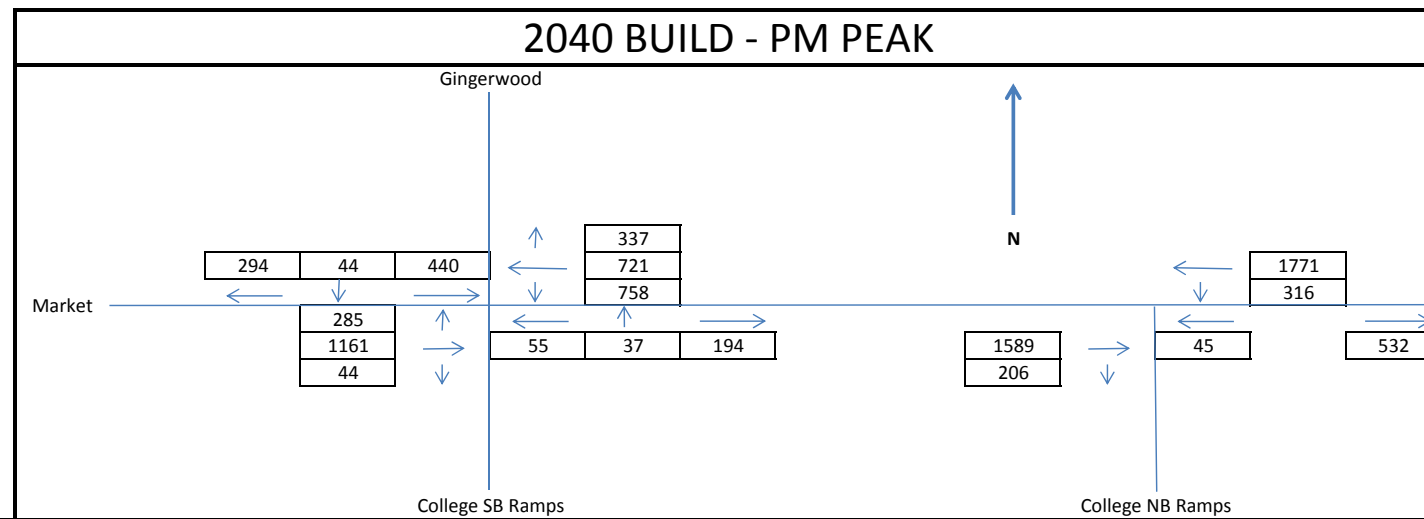 2040 BUILD - PM PEAK
Gingerwood
337
N
294 44 440 721 1771
758 316
Market
285
1161 55 37 194 1589 45 532
44 206
College SB Ramps College NB Ramps